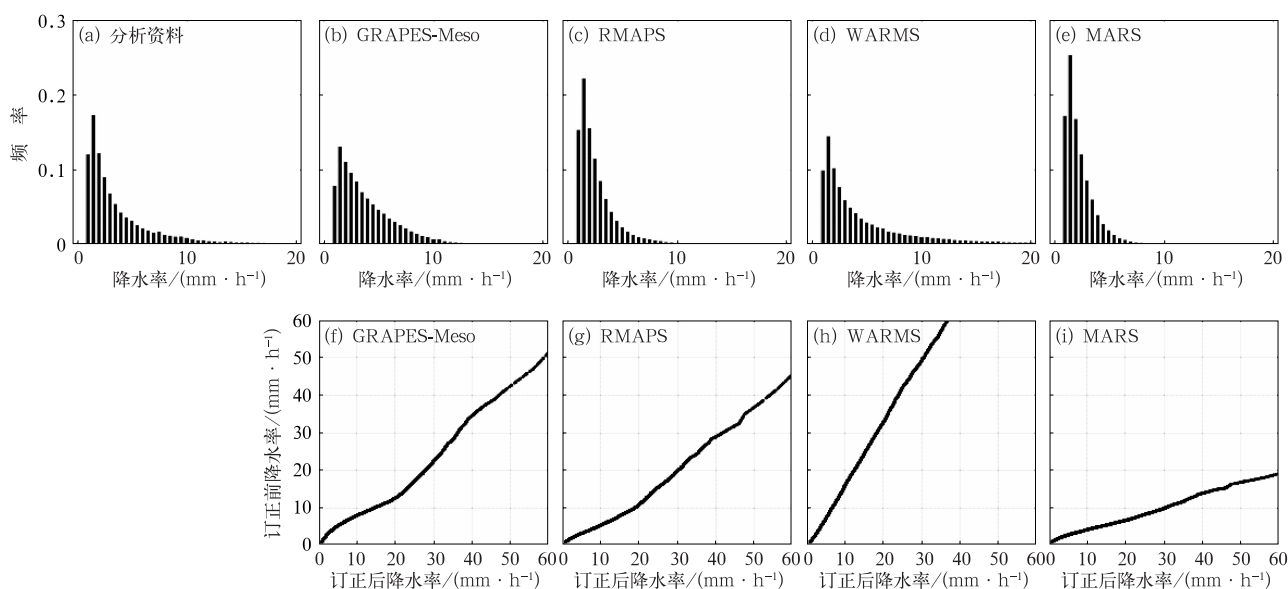 0.3
(a) 分析资料
(b) GRAPES-Meso
(c) RMAPS
(d) WARMS
(e) MARS
0.2
频 率
0.1
0
0 10 20
0 10 20
0 10 20
0 10 20
0 10 20
降水率/(mm · h⁻¹)
降水率/(mm · h⁻¹)
降水率/(mm · h⁻¹)
降水率/(mm · h⁻¹)
降水率/(mm · h⁻¹)
60
(f) GRAPES-Meso
(g) RMAPS
(h) WARMS
(i) MARS
50
40
30
20
10
0
订正前降水率/(mm · h⁻¹)
0 10 20 30 40 50 60
0 10 20 30 40 50 60
0 10 20 30 40 50 60
0 10 20 30 40 50 60
订正后降水率/(mm · h⁻¹)
订正后降水率/(mm · h⁻¹)
订正后降水率/(mm · h⁻¹)
订正后降水率/(mm · h⁻¹)